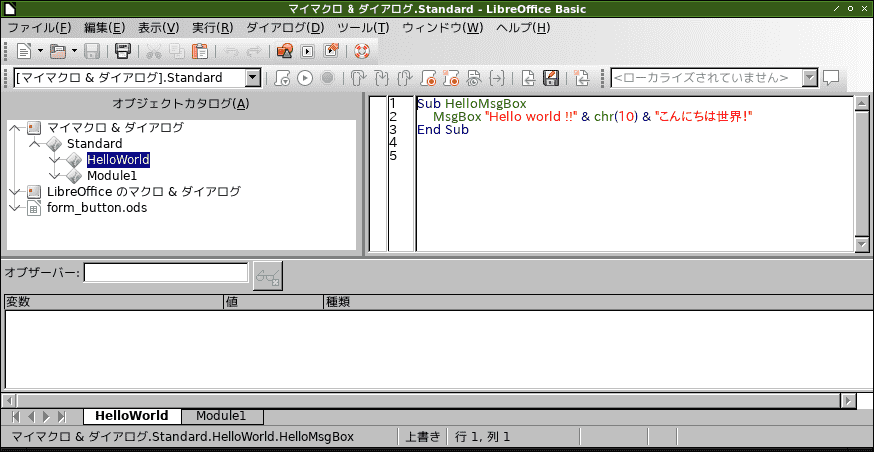 マイマクロ & ダイアログ.Standard - LibreOffice Basic
ファイル(F) 編集(E) 表示(V) 実行(R) ダイアログ(D) ツール(T) ウィンドウ(W) ヘルプ(H)
[マイマクロ & ダイアログ].Standard <ローカライズされていません>
オブジェクトカタログ(A)
マイマクロ & ダイアログ
Standard
HelloWorld
Module1
LibreOffice のマクロ & ダイアログ
form_button.ods
1 Sub HelloMsgBox
2 MsgBox "Hello world !!" & chr(10) & "こんにちは世界!"
3 End Sub
4
5
オブザーバー:
変数 値 種類
HelloWorld Module1
マイマクロ & ダイアログ.Standard.HelloWorld.HelloMsgBox 上書き 行 1, 列 1